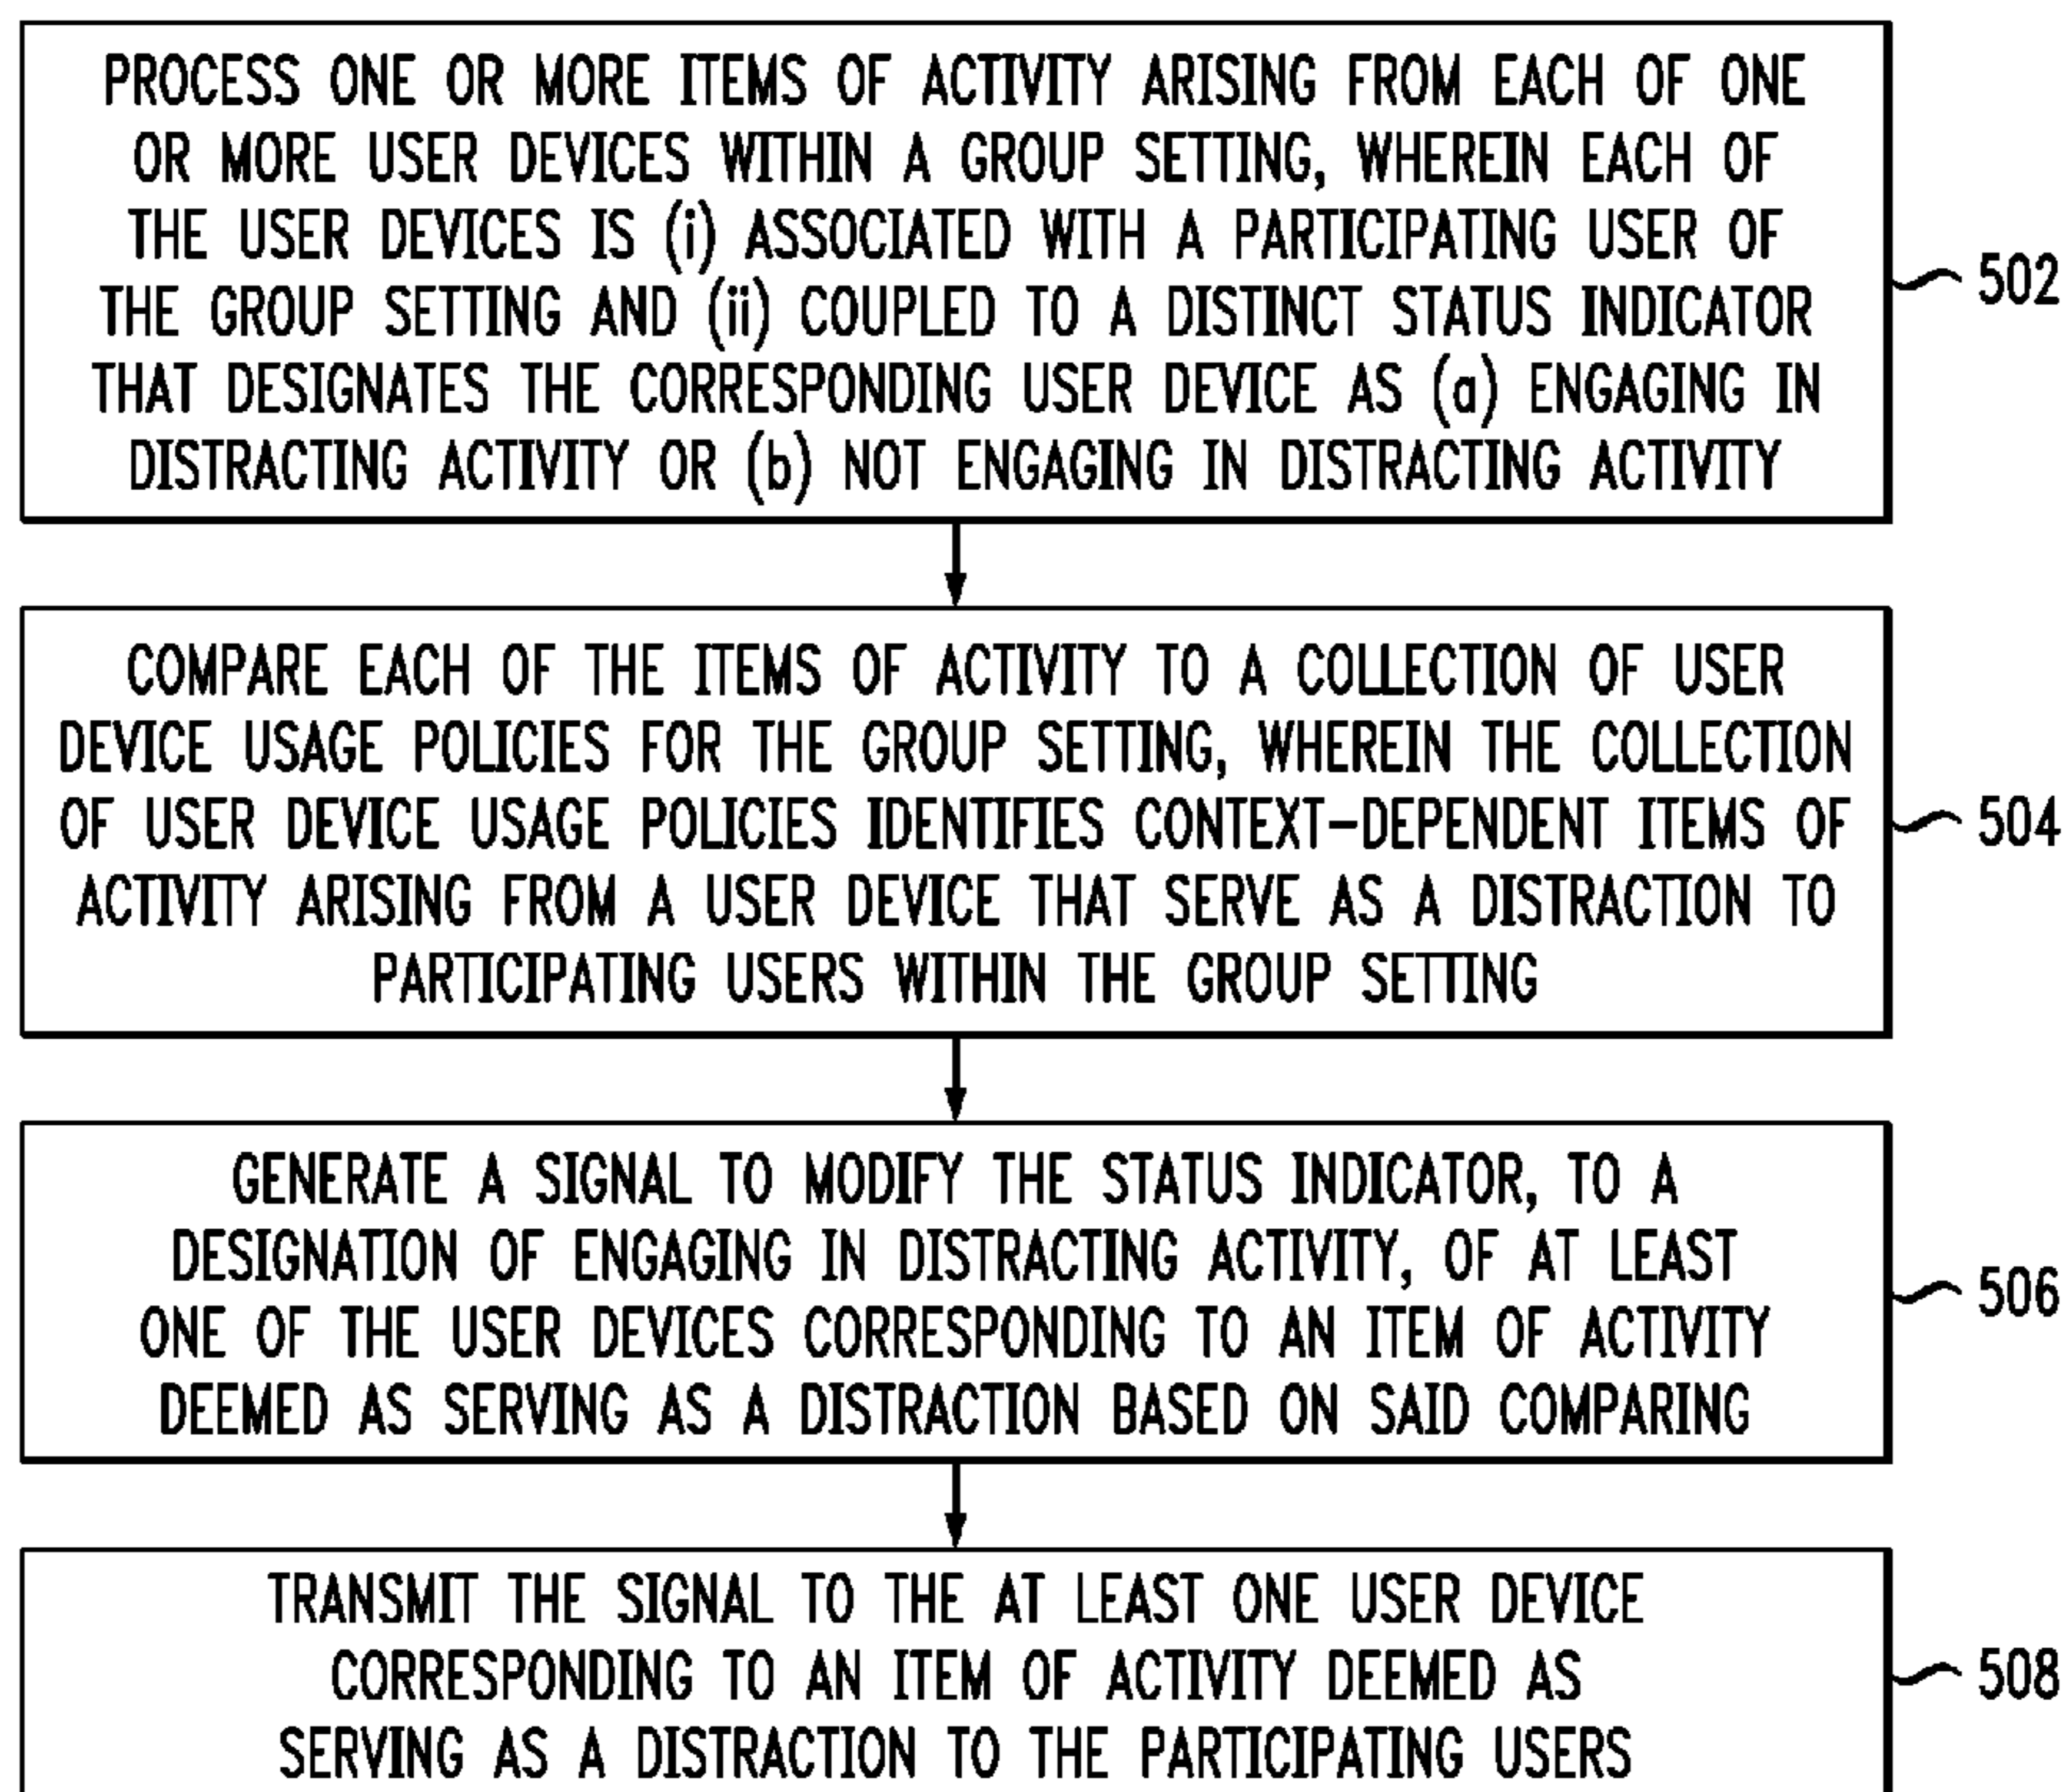 PROCESS ONE OR MORE ITEMS OF ACTIVITY ARISING FROM EACH OF ONE
OR MORE USER DEVICES WITHIN A GROUP SETTING, WHEREIN EACH OF
THE USER DEVICES IS (i) ASSOCIATED WITH A PARTICIPATING USER OF
THE GROUP SETTING AND (ii) COUPLED TO A DISTINCT STATUS INDICATOR
THAT DESIGNATES THE CORRESPONDING USER DEVICE AS (a) ENGAGING IN
DISTRACTING ACTIVITY OR (b) NOT ENGAGING IN DISTRACTING ACTIVITY
502
COMPARE EACH OF THE ITEMS OF ACTIVITY TO A COLLECTION OF USER
DEVICE USAGE POLICIES FOR THE GROUP SETTING, WHEREIN THE COLLECTION
OF USER DEVICE USAGE POLICIES IDENTIFIES CONTEXT-DEPENDENT ITEMS OF
ACTIVITY ARISING FROM A USER DEVICE THAT SERVE AS A DISTRACTION TO
PARTICIPATING USERS WITHIN THE GROUP SETTING
504
GENERATE A SIGNAL TO MODIFY THE STATUS INDICATOR, TO A
DESIGNATION OF ENGAGING IN DISTRACTING ACTIVITY, OF AT LEAST
ONE OF THE USER DEVICES CORRESPONDING TO AN ITEM OF ACTIVITY
DEEMED AS SERVING AS A DISTRACTION BASED ON SAID COMPARING
506
TRANSMIT THE SIGNAL TO THE AT LEAST ONE USER DEVICE
CORRESPONDING TO AN ITEM OF ACTIVITY DEEMED AS
SERVING AS A DISTRACTION TO THE PARTICIPATING USERS
508